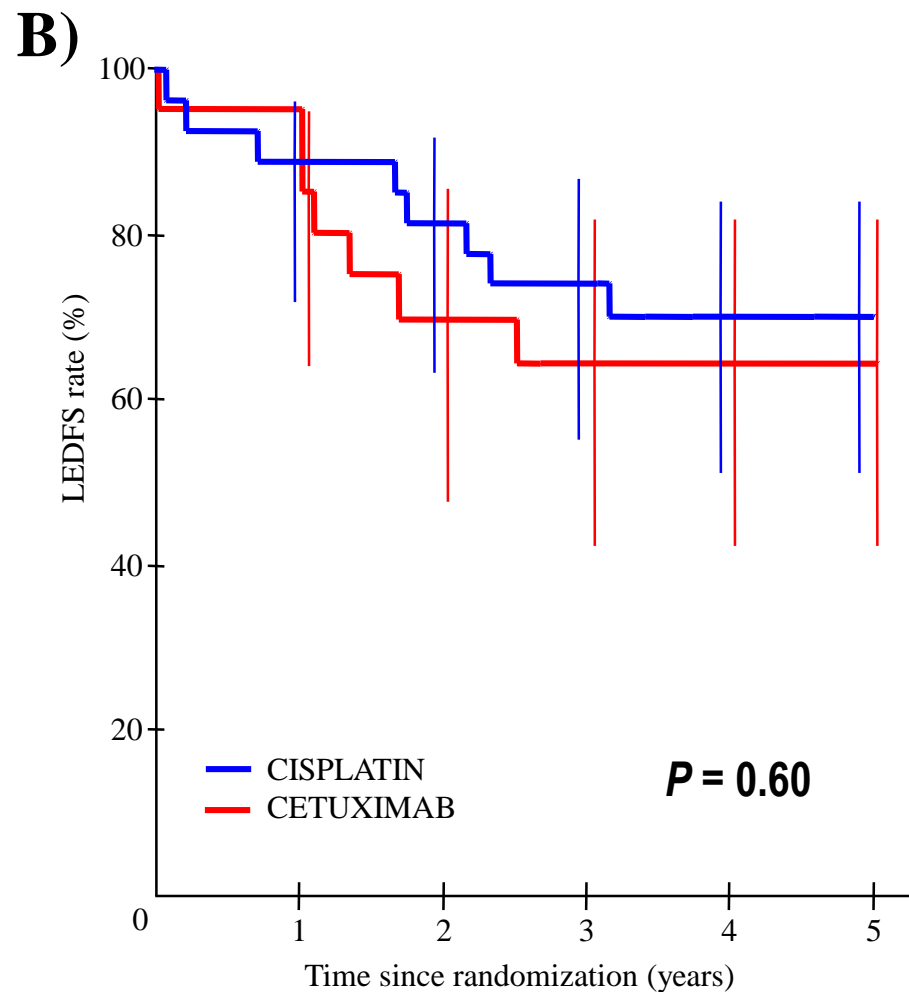 B)
100
80
60
40
20
0
LEDFS rate (%)
CISPLATIN
CETUXIMAB
P = 0.60
1 2 3 4 5
Time since randomization (years)